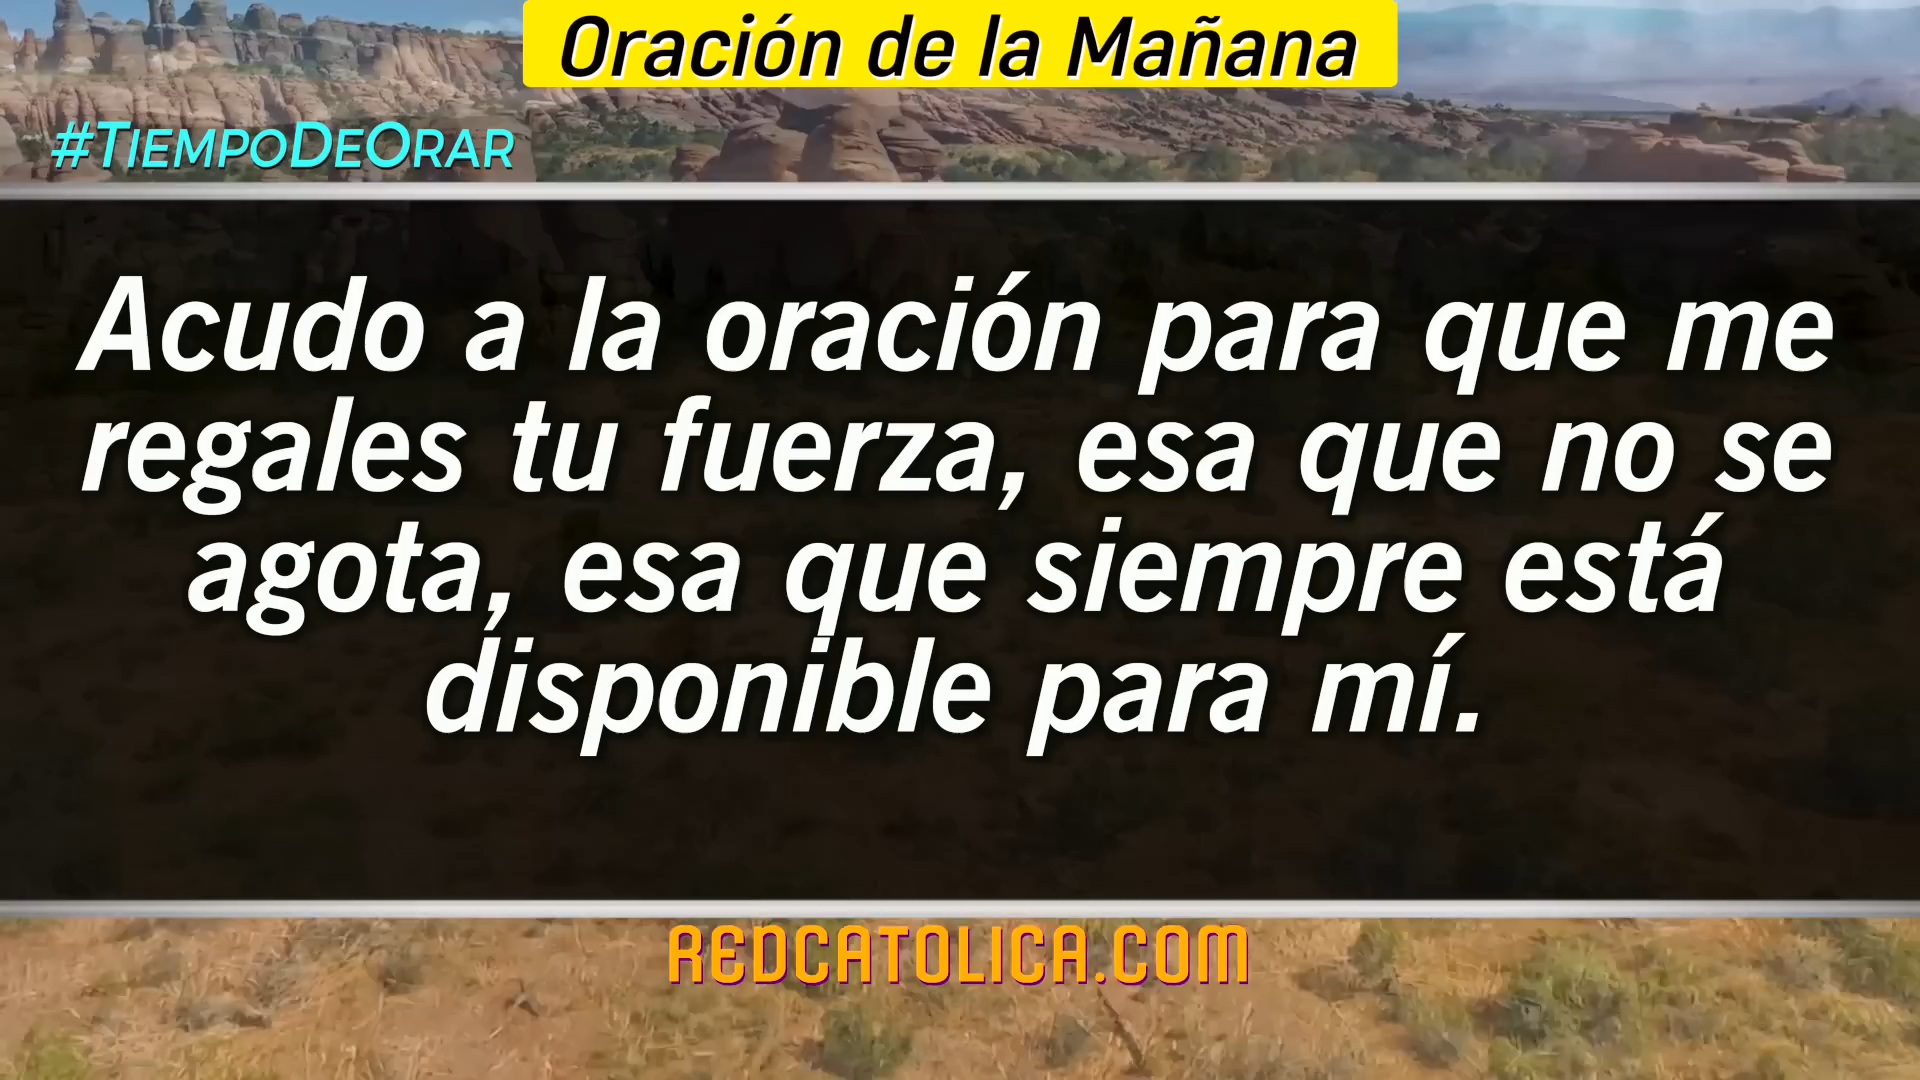 Oración de la Mañana
#TiempoDeOrar
Acudo a la oración para que me
regales tu fuerza, esa que no se
agota, esa que siempre está
disponible para mí.
REDCATOLICA.COM